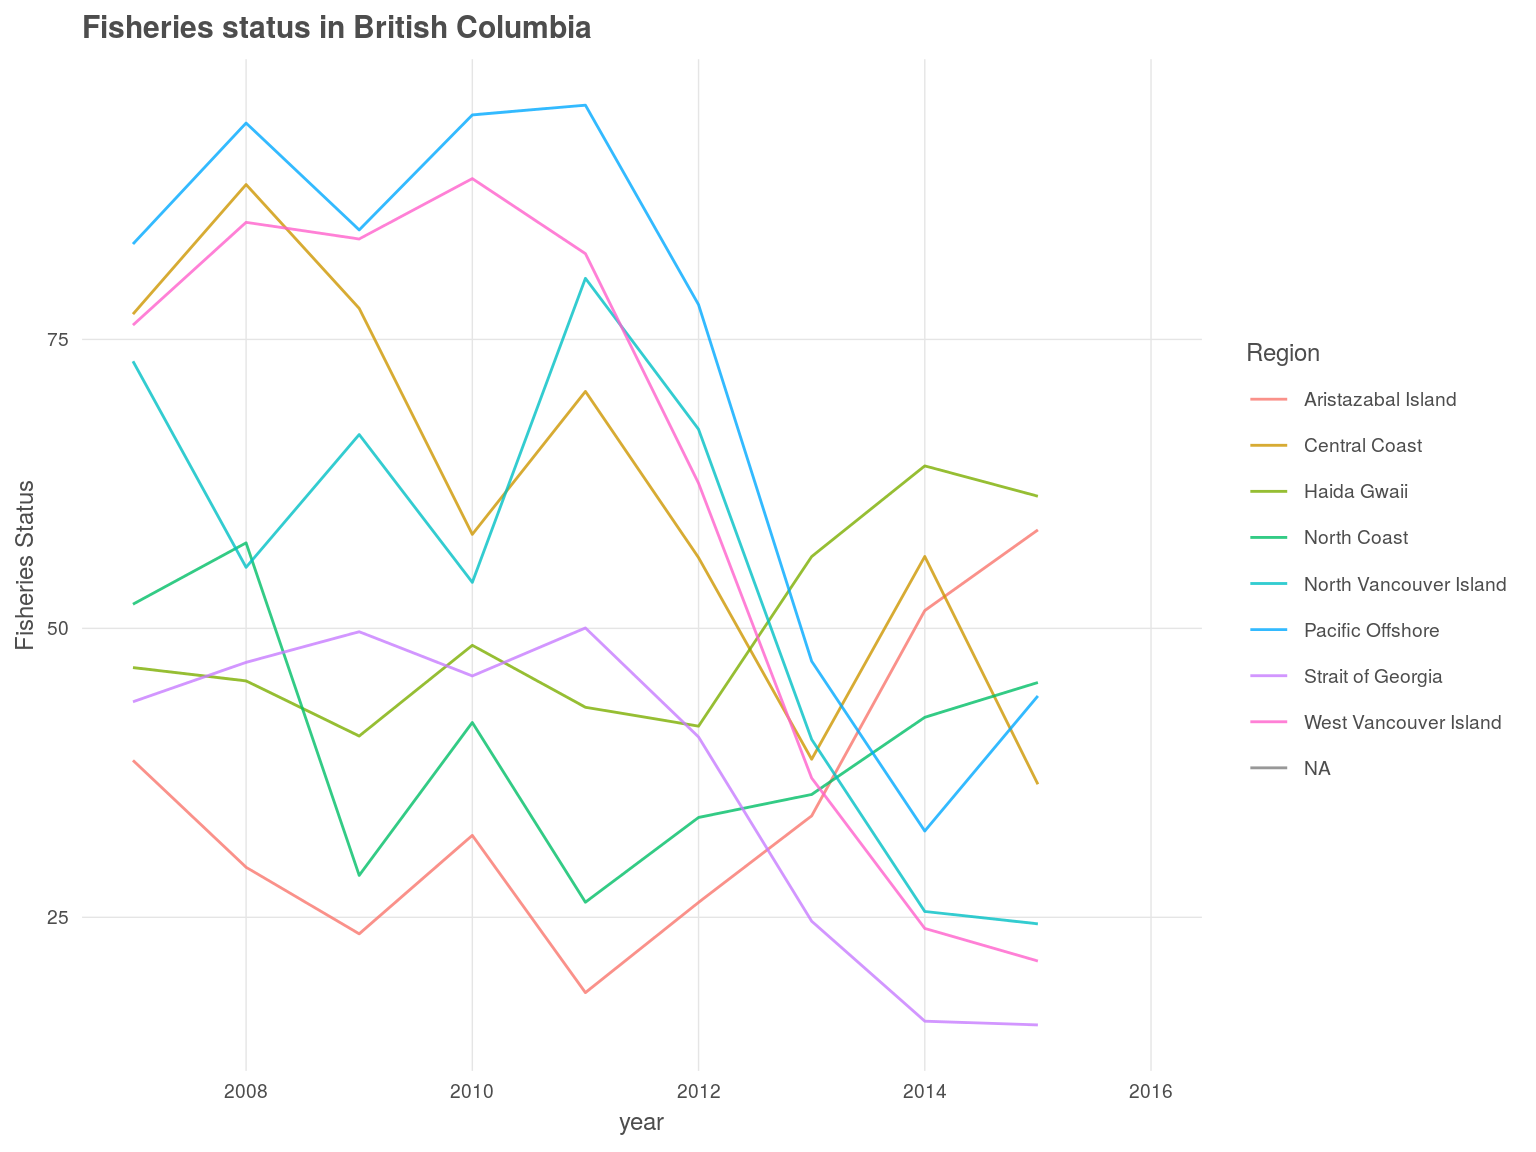 Fisheries status in British Columbia
Fisheries Status
75
50
25
2008
2010
2012
2014
2016
year
Region
Aristazabal Island
Central Coast
Haida Gwaii
North Coast
North Vancouver Island
Pacific Offshore
Strait of Georgia
West Vancouver Island
NA